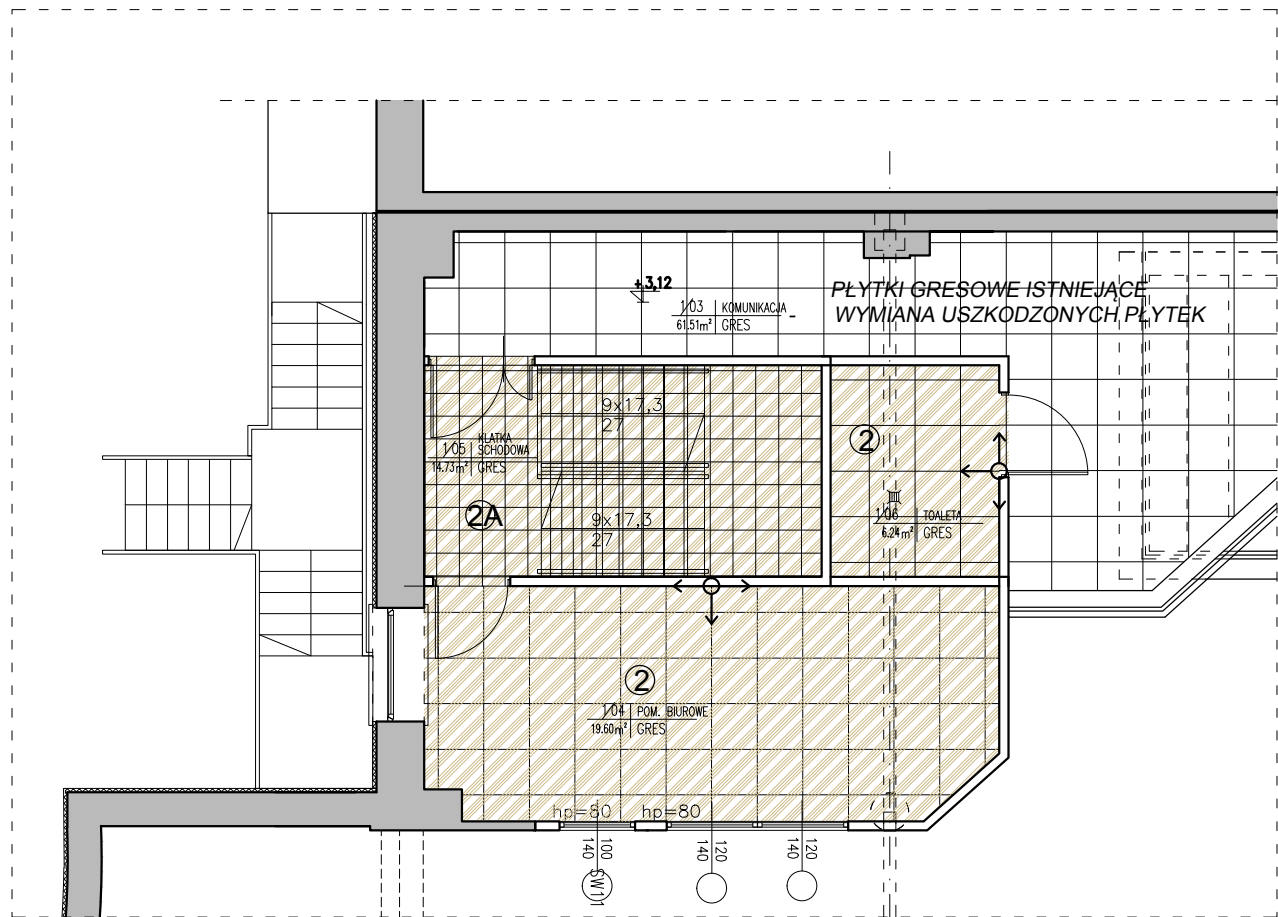 +3,12
1/03 KOMUNIKACJA
61.51m² GRES -
PŁYTKI GRESOWE ISTNIEJĄCE
WYMIANA USZKODZONYCH PŁYTEK
9x17,3
27
1/05 KLATKA SCHODOWA
14.73m² GRES
2A
9x17,3
27
2
1/06 TOALETA
6.24m² GRES
2
1/04 POM. BIUROWE
19.60m² GRES
hp=80 hp=80
100
140
SW11
120
140
120
140